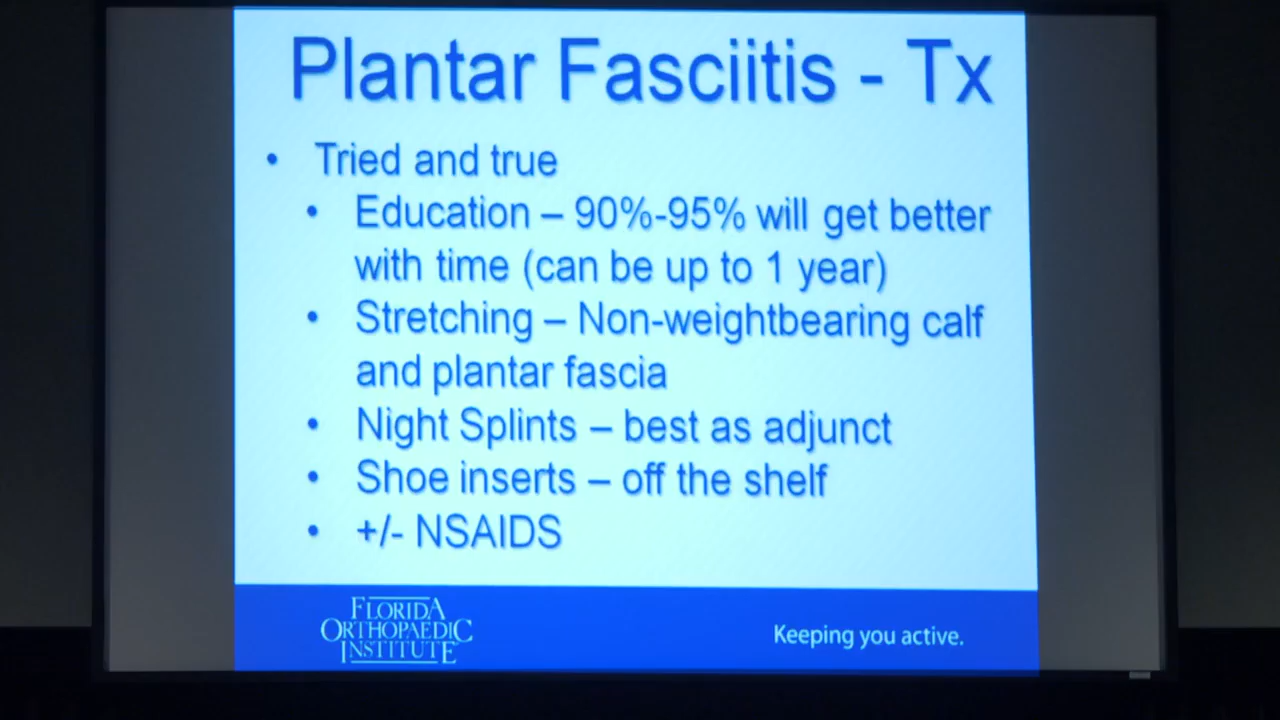 Plantar Fasciitis - Tx
• Tried and true
• Education – 90%-95% will get better
with time (can be up to 1 year)
• Stretching – Non-weightbearing calf
and plantar fascia
• Night Splints – best as adjunct
• Shoe inserts – off the shelf
• +/- NSAIDS
FLORIDA
ORTHOPAEDIC
INSTITUTE
Keeping you active.